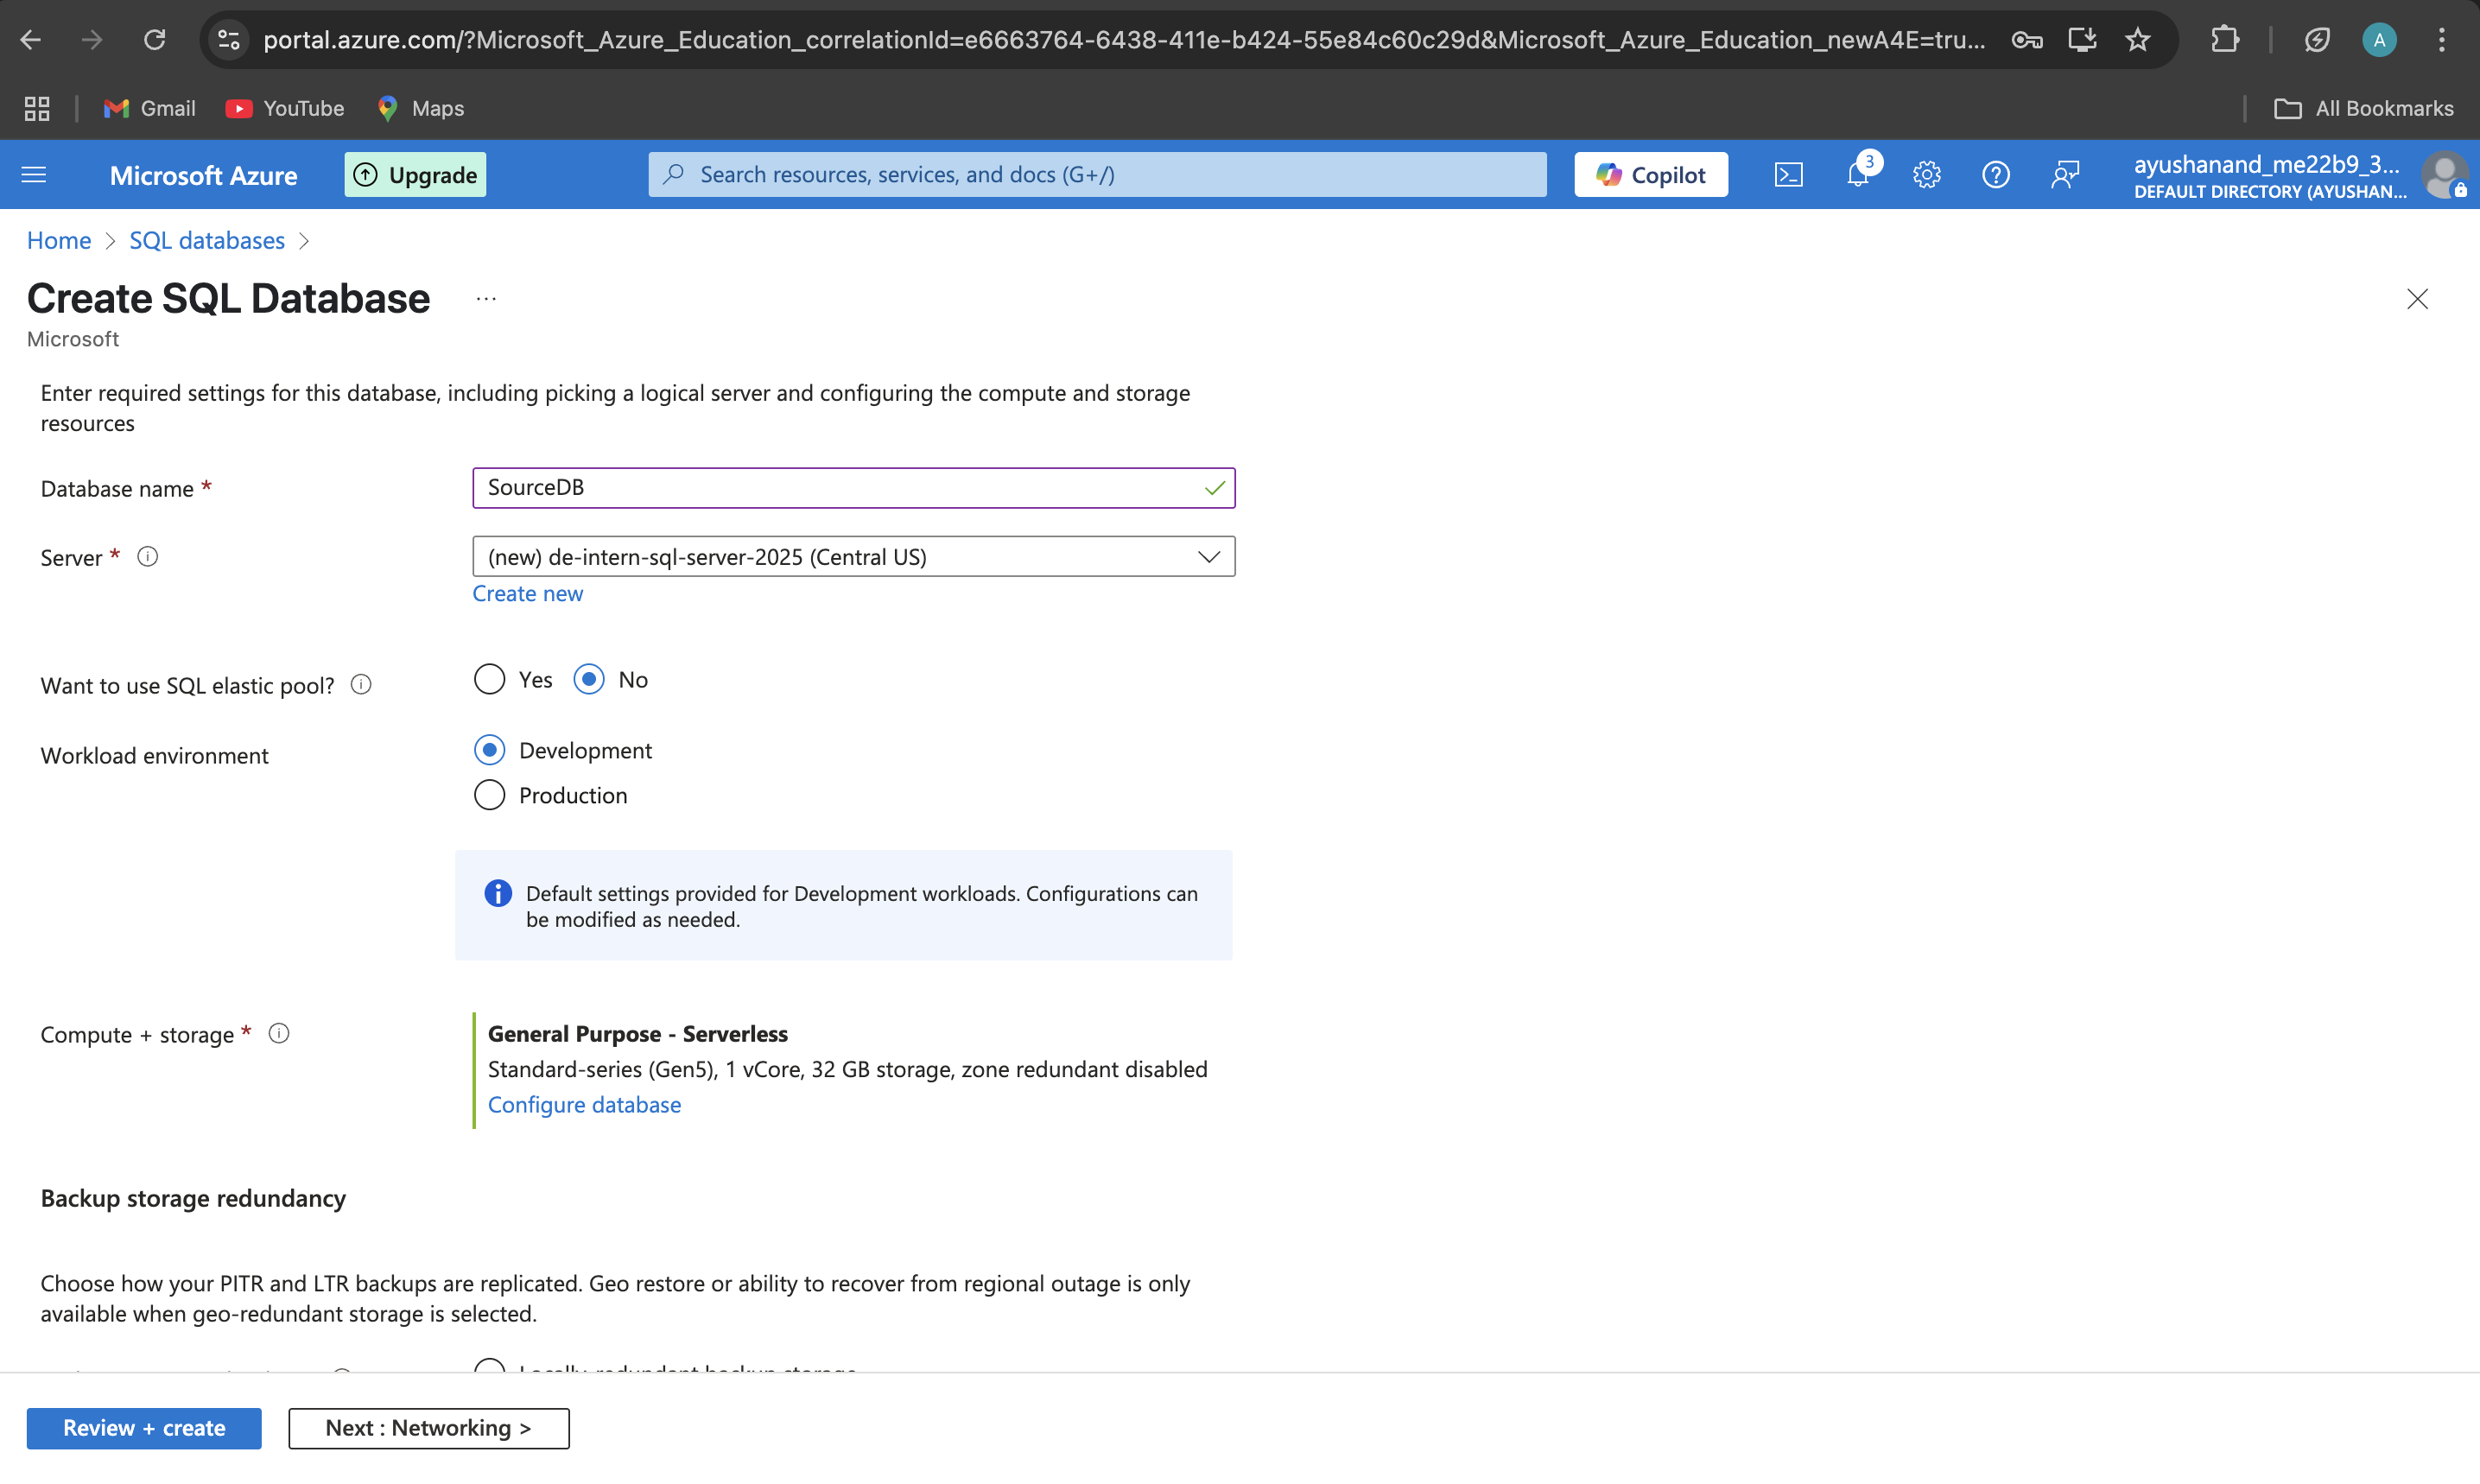 portal.azure.com/?Microsoft_Azure_Education_correlationId=e6663764-6438-411e-b424-55e84c60c29d&Microsoft_Azure_Education_newA4E=tru...
A
Gmail
YouTube
Maps
All Bookmarks
Microsoft Azure
Upgrade
Search resources, services, and docs (G+/)
Copilot
3
ayushanand_me22b9_3...
DEFAULT DIRECTORY (AYUSHAN...
Home > SQL databases >
Create SQL Database ...
Microsoft
Enter required settings for this database, including picking a logical server and configuring the compute and storage
resources
Database name *
SourceDB
Server *
(new) de-intern-sql-server-2025 (Central US)
Create new
Want to use SQL elastic pool?
Yes
No
Workload environment
Development
Production
Default settings provided for Development workloads. Configurations can
be modified as needed.
Compute + storage *
General Purpose - Serverless
Standard-series (Gen5), 1 vCore, 32 GB storage, zone redundant disabled
Configure database
Backup storage redundancy
Choose how your PITR and LTR backups are replicated. Geo restore or ability to recover from regional outage is only
available when geo-redundant storage is selected.
Locally-redundant backup storage
Review + create
Next : Networking >